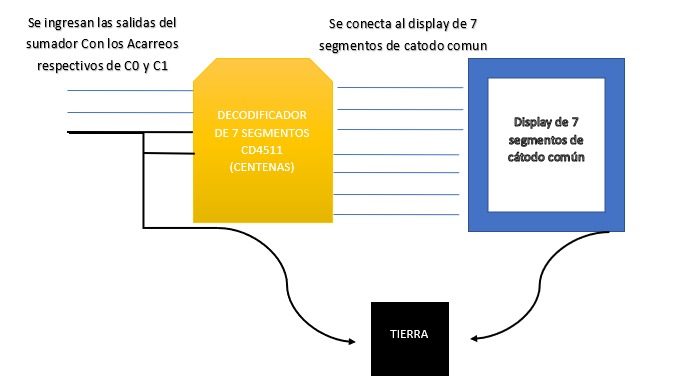 Se ingresan las salidas del
sumador Con los Acarreos
respectivos de C0 y C1
Se conecta al display de 7
segmentos de catodo comun
DECODIFICADOR
DE 7 SEGMENTOS
CD4511
(CENTENAS)
Display de 7
segmentos de
cátodo común
TIERRA